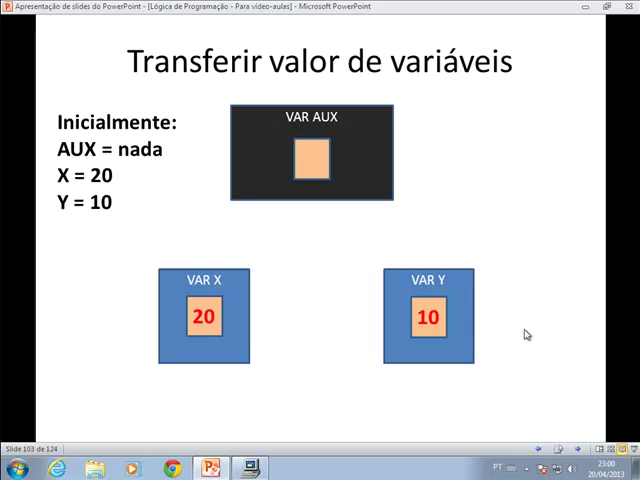 Apresentação de slides do PowerPoint - [Lógica de Programação - Para vídeo-aulas] - Microsoft PowerPoint
Transferir valor de variáveis
Inicialmente:
AUX = nada
X = 20
Y = 10
VAR AUX
VAR X
20
VAR Y
10
Slide 103 de 124
PT
23:00
20/04/2013